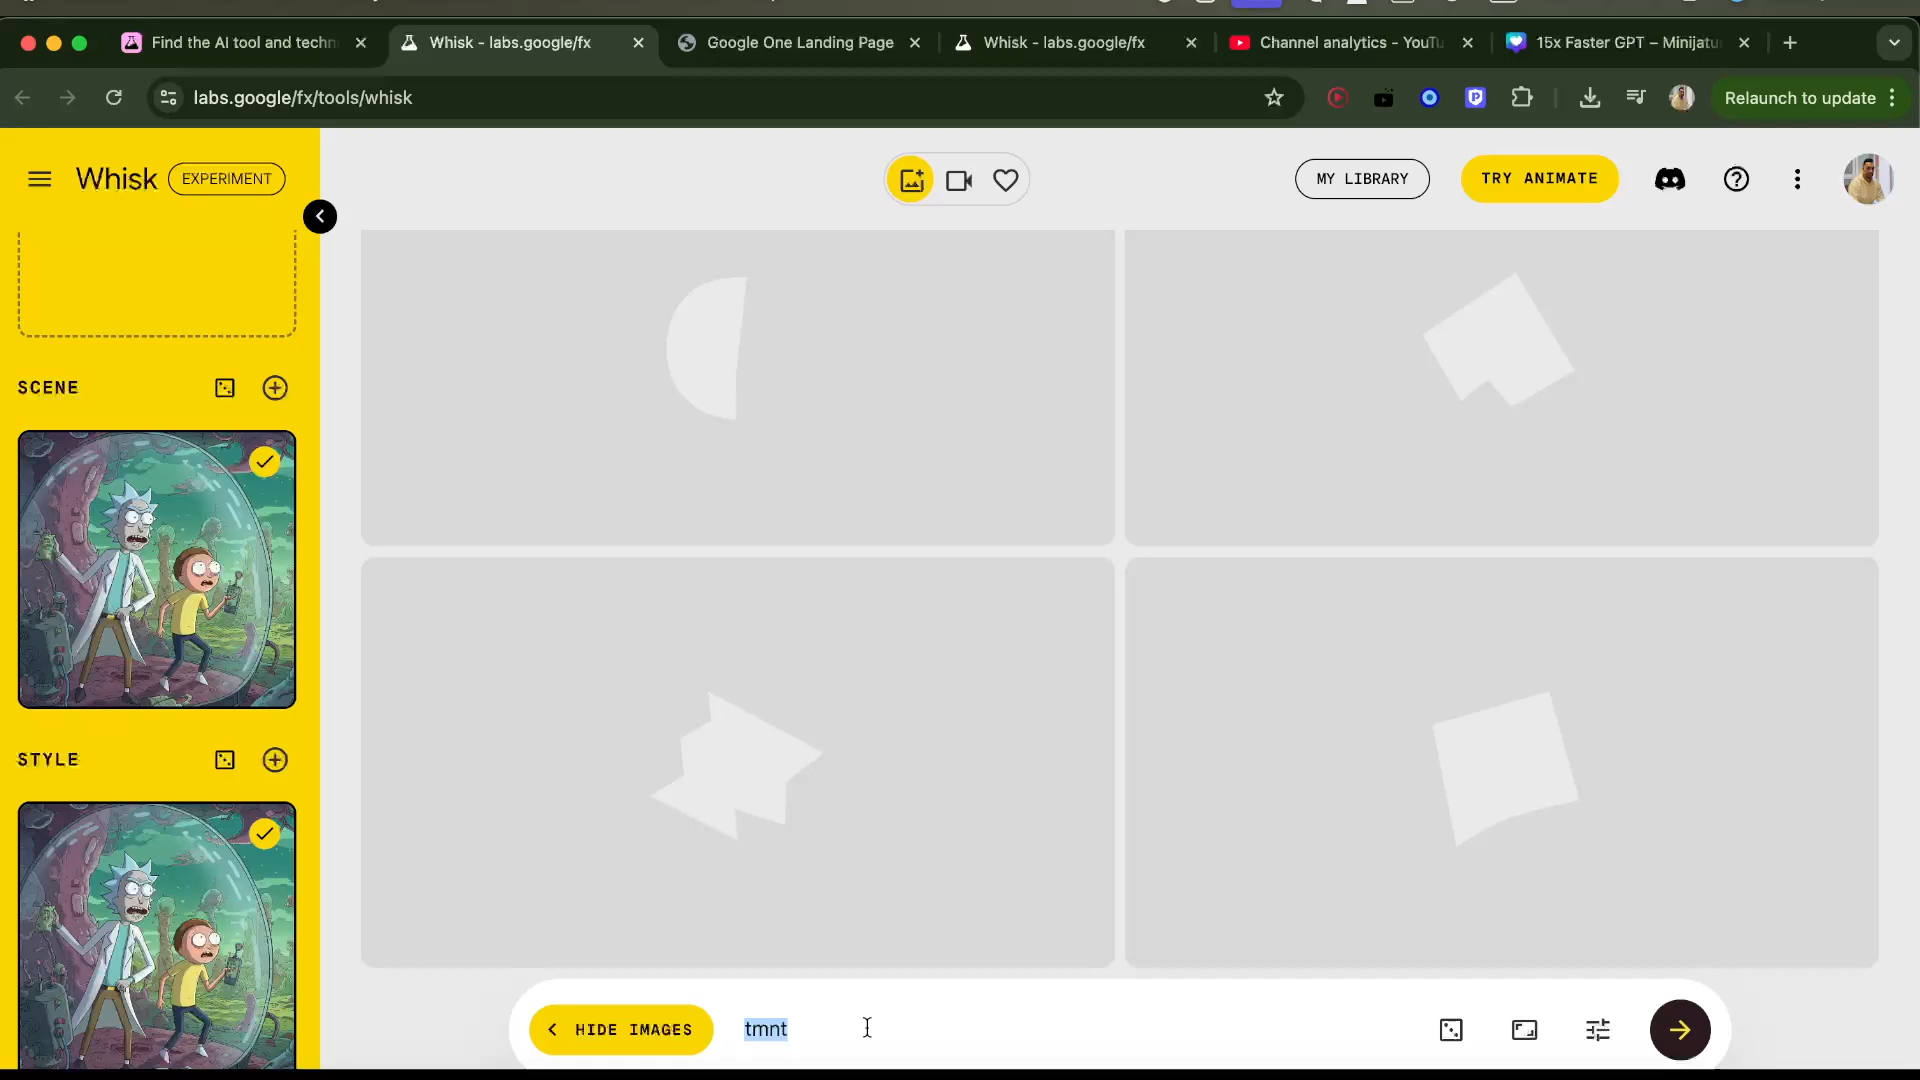 Find the AI tool and techn
Whisk - labs.google/fx
Google One Landing Page
Whisk - labs.google/fx
Channel analytics - YouTu
15x Faster GPT – Minijatu
labs.google/fx/tools/whisk
Relaunch to update
Whisk
EXPERIMENT
MY LIBRARY
TRY ANIMATE
SCENE
STYLE
HIDE IMAGES
tmnt